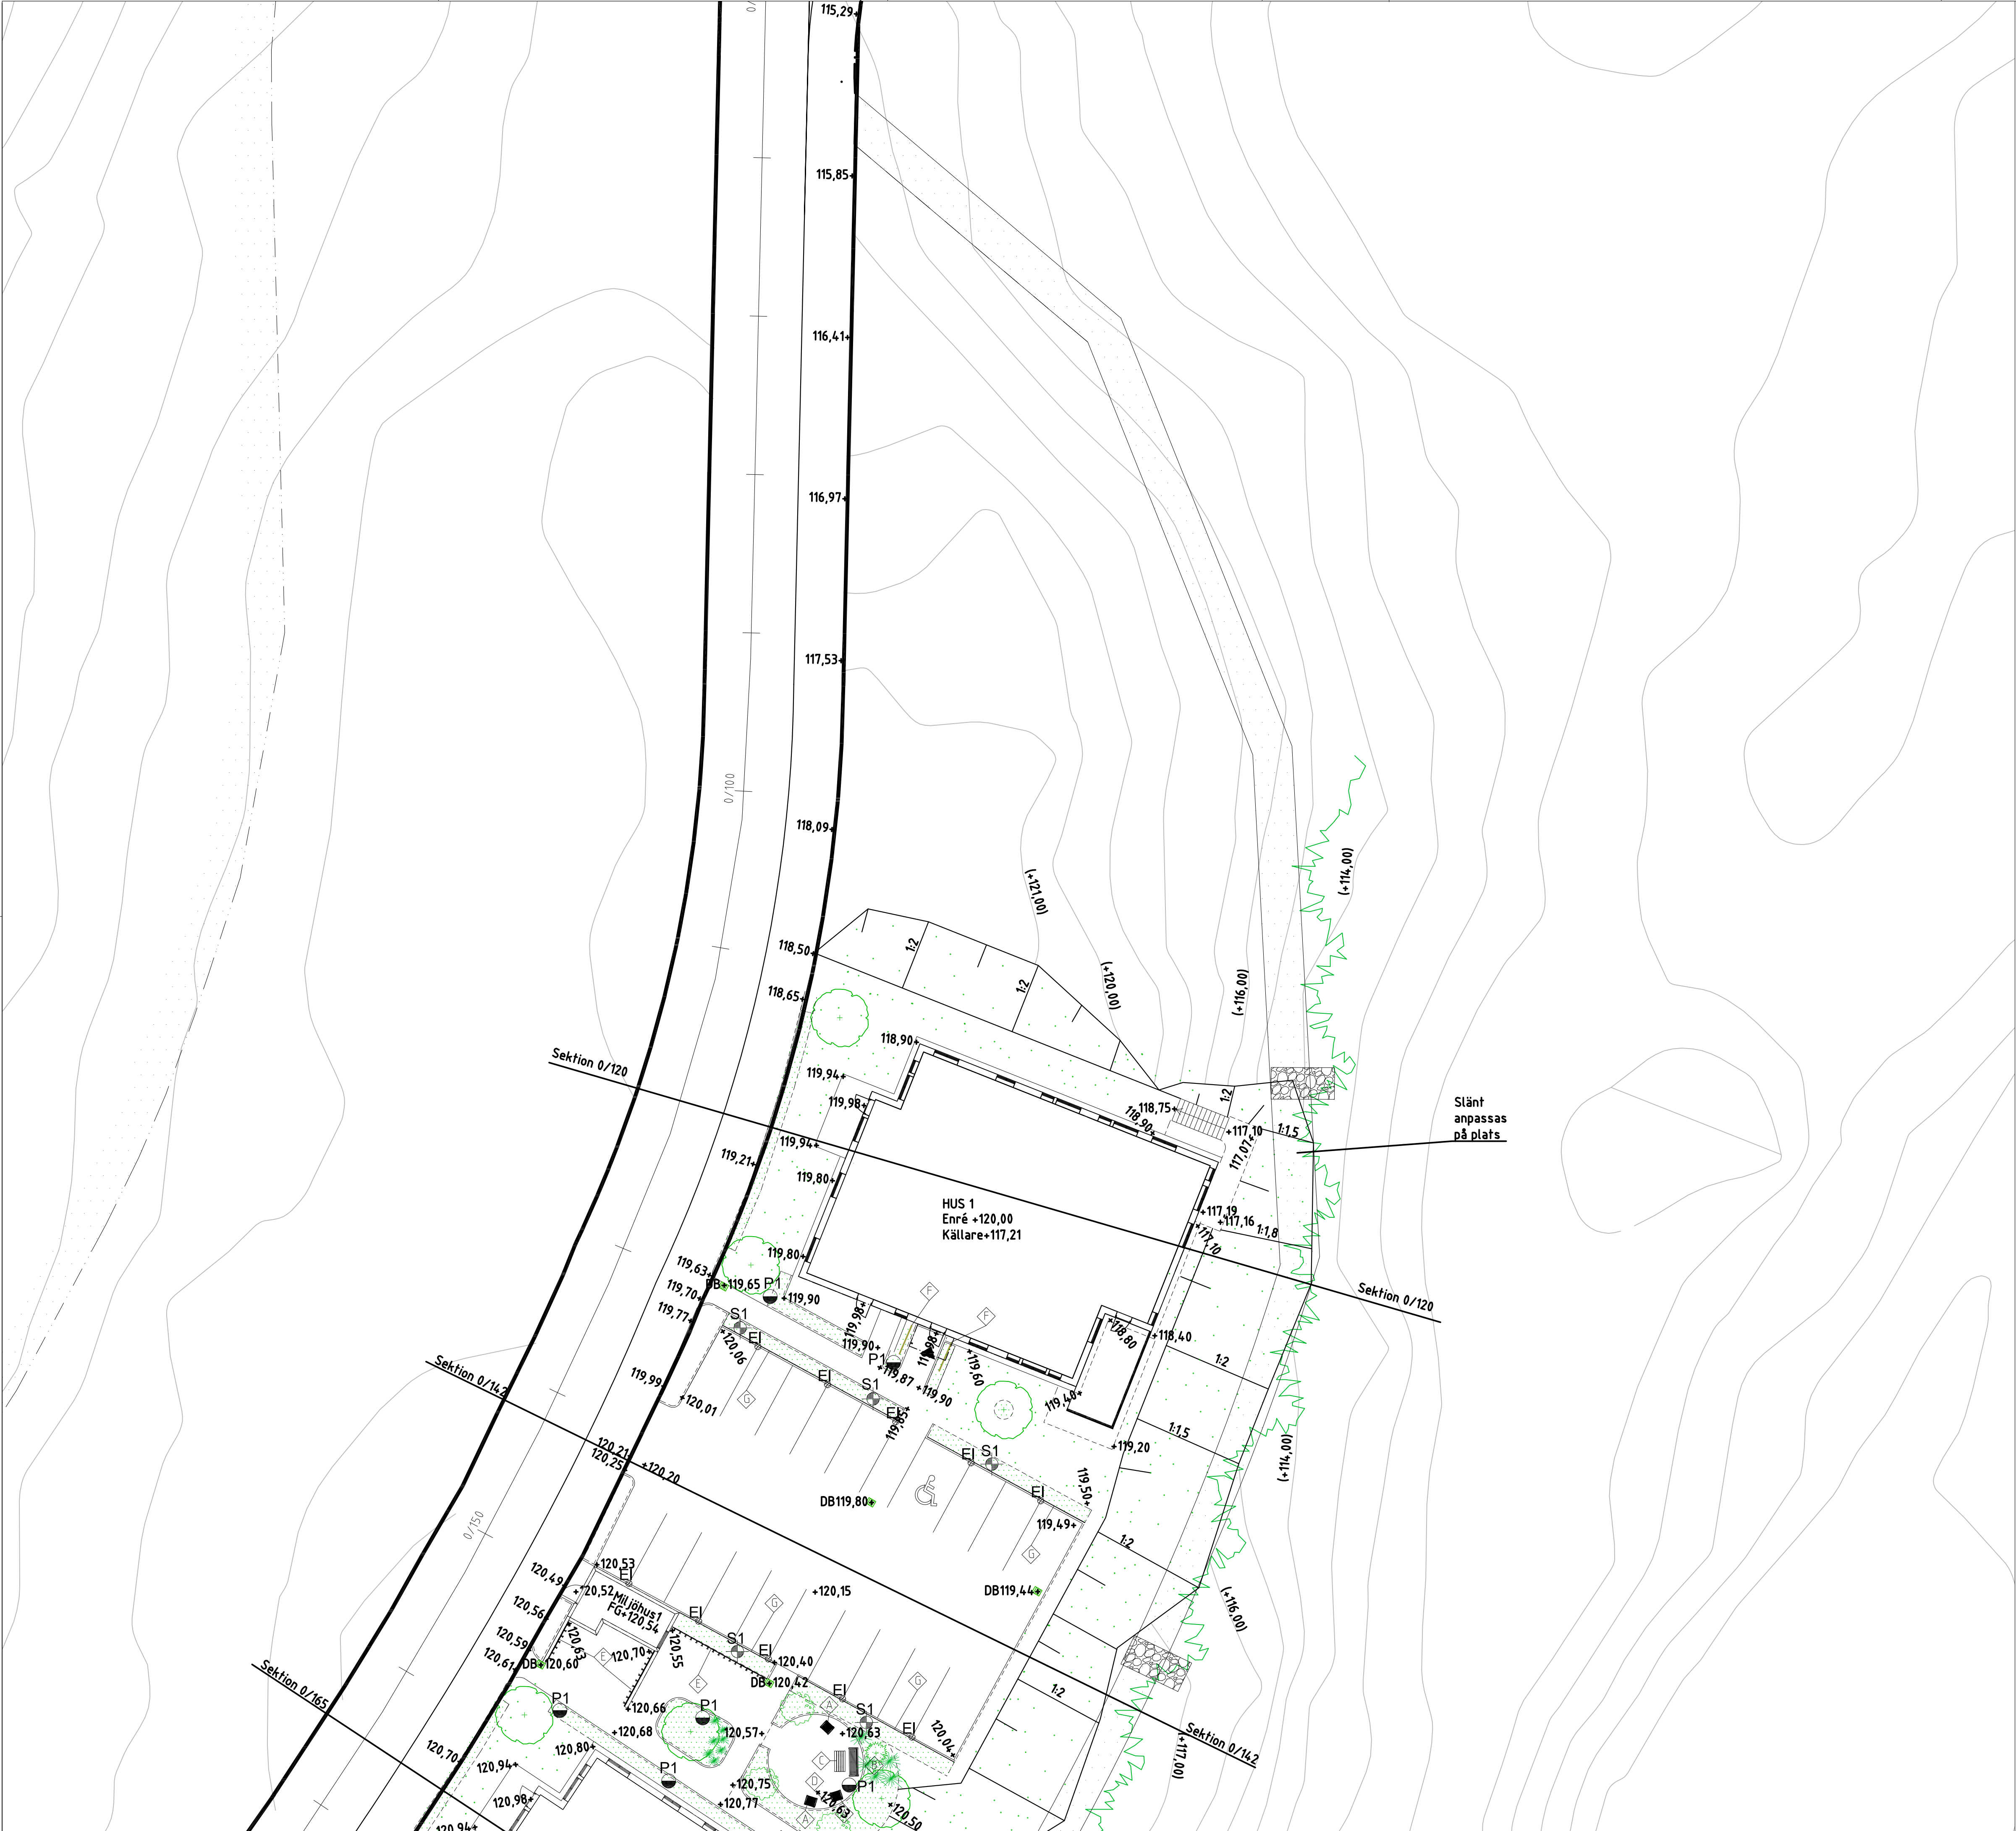 0/
115,29+
115,85+
116,41+
116,97+
117,53+
0/100
118,09+
(+121,00)
(+114,00)
118,50+
1:2
1:2
(+120,00)
(+116,00)
118,65+
118,90+
Sektion 0/120
119,94+
119,98+
118,75+
118,90+
1:2
+117,10
117,07+
1:1,5
Slänt
anpassas
på plats
119,94+
119,21+
119,80+
HUS 1
Enré +120,00
Källare+117,21
+117,19
+117,16
+117,10
1:1,8
119,80+
119,63+
DB+119,65
P1
119,70+
+119,90
Sektion 0/120
119,77+
S1
+120,06
El
119,98+
119,90+
F
F
P1
119,98+
+119,87
+119,90
+119,60
+118,80
+118,40
1:2
Sektion 0/142
119,99+
+120,01
G
El
S1
El
119,85+
119,40+
1:1,5
+119,20
(+114,00)
120,21+
120,25+
+120,20
El
S1
El
119,50+
119,49+
DB119,80+
0/150
1:2
G
DB119,44+
+120,53
El
120,49+
+120,52
Miljöhus1
FG+120,54
+120,15
G
(+116,00)
120,56+
+120,63
El
120,59+
120,61+
DB+120,60
E
120,70+
+120,55
S1
El
+120,40
DB+120,42
E
G
El
Sektion 0/165
P1
+120,66
P1
+120,68
120,57+
A
S1
+120,63
El
120,04+
1:2
Sektion 0/142
(+117,00)
120,70+
120,94+
120,80+
P1
C
B
D
+120,75
+120,77
P1
+120,63
A
+120,50
120,98+
120,94+